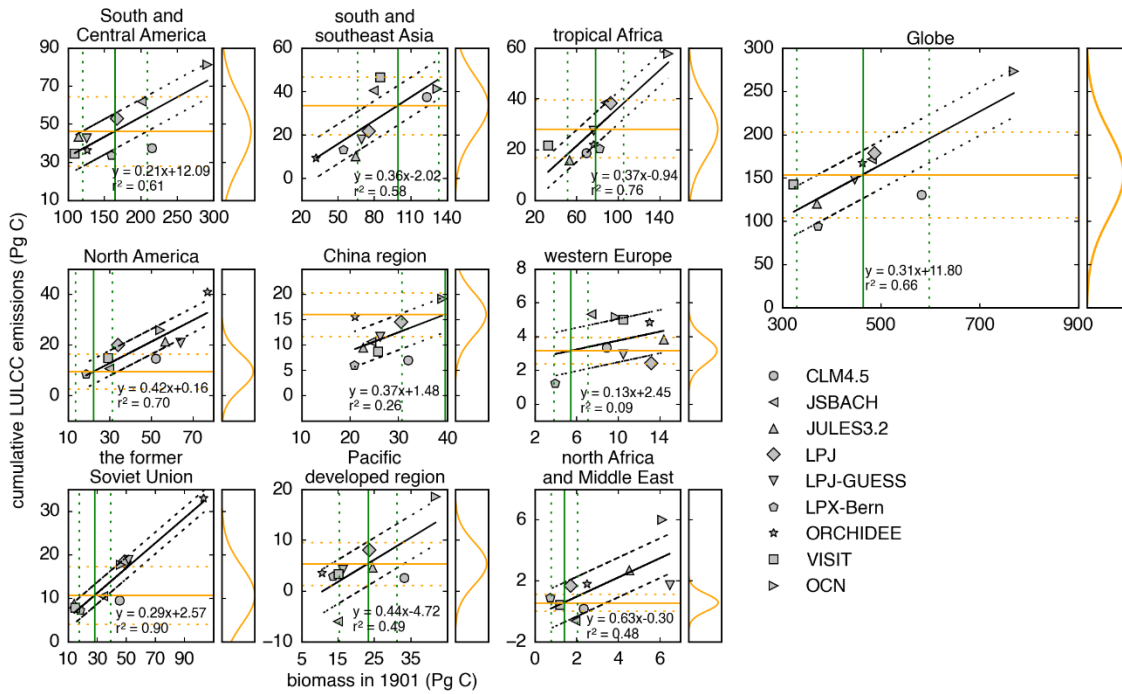 South and
Central America
90
70
50
30
10
100 150 200 250 300
y = 0.21x+12.09
r² = 0.61
south and
southeast Asia
60
40
20
0
20 50 80 110 140
y = 0.36x-2.02
r² = 0.58
tropical Africa
60
40
20
0
20 50 80 110 140
y = 0.37x-0.94
r² = 0.76
Globe
300
250
200
150
100
50
0
300 500 700 900
y = 0.31x+11.80
r² = 0.66
cumulative LULCC emissions (Pg C)
North America
40
20
0
10 30 50 70
y = 0.42x+0.16
r² = 0.70
China region
20
15
10
5
0
10 20 30 40
y = 0.37x+1.48
r² = 0.26
western Europe
8
6
4
2
0
2 4 6 8 10 12 14
y = 0.13x+2.45
r² = 0.09
the former
Soviet Union
40
30
20
10
0
10 30 50 70 90
y = 0.29x+2.57
r² = 0.90
Pacific
developed region
20
10
0
−10
5 15 25 35
y = 0.44x-4.72
r² = 0.49
north Africa
and Middle East
6
2
−2
0 2 4 6
y = 0.63x-0.30
r² = 0.48
biomass in 1901 (Pg C)
CLM4.5
JSBACH
JULES3.2
LPJ
LPJ-GUESS
LPX-Bern
ORCHIDEE
VISIT
OCN